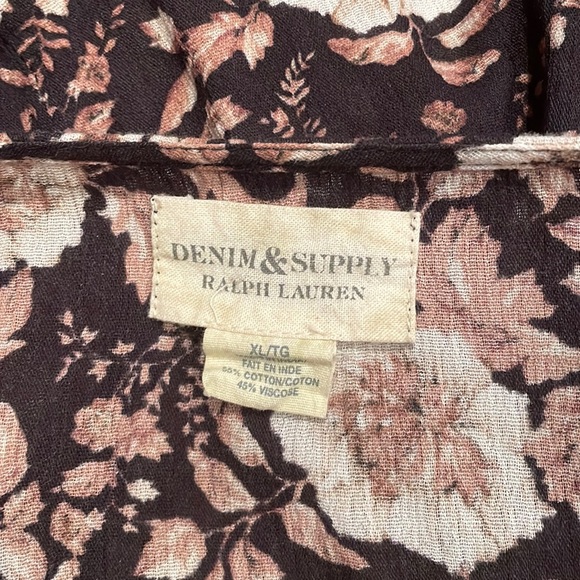 DENIM & SUPPLY
RALPH LAUREN
XL/TG
FAIT EN INDE
55% COTTON/COTON
45% VISCOSE